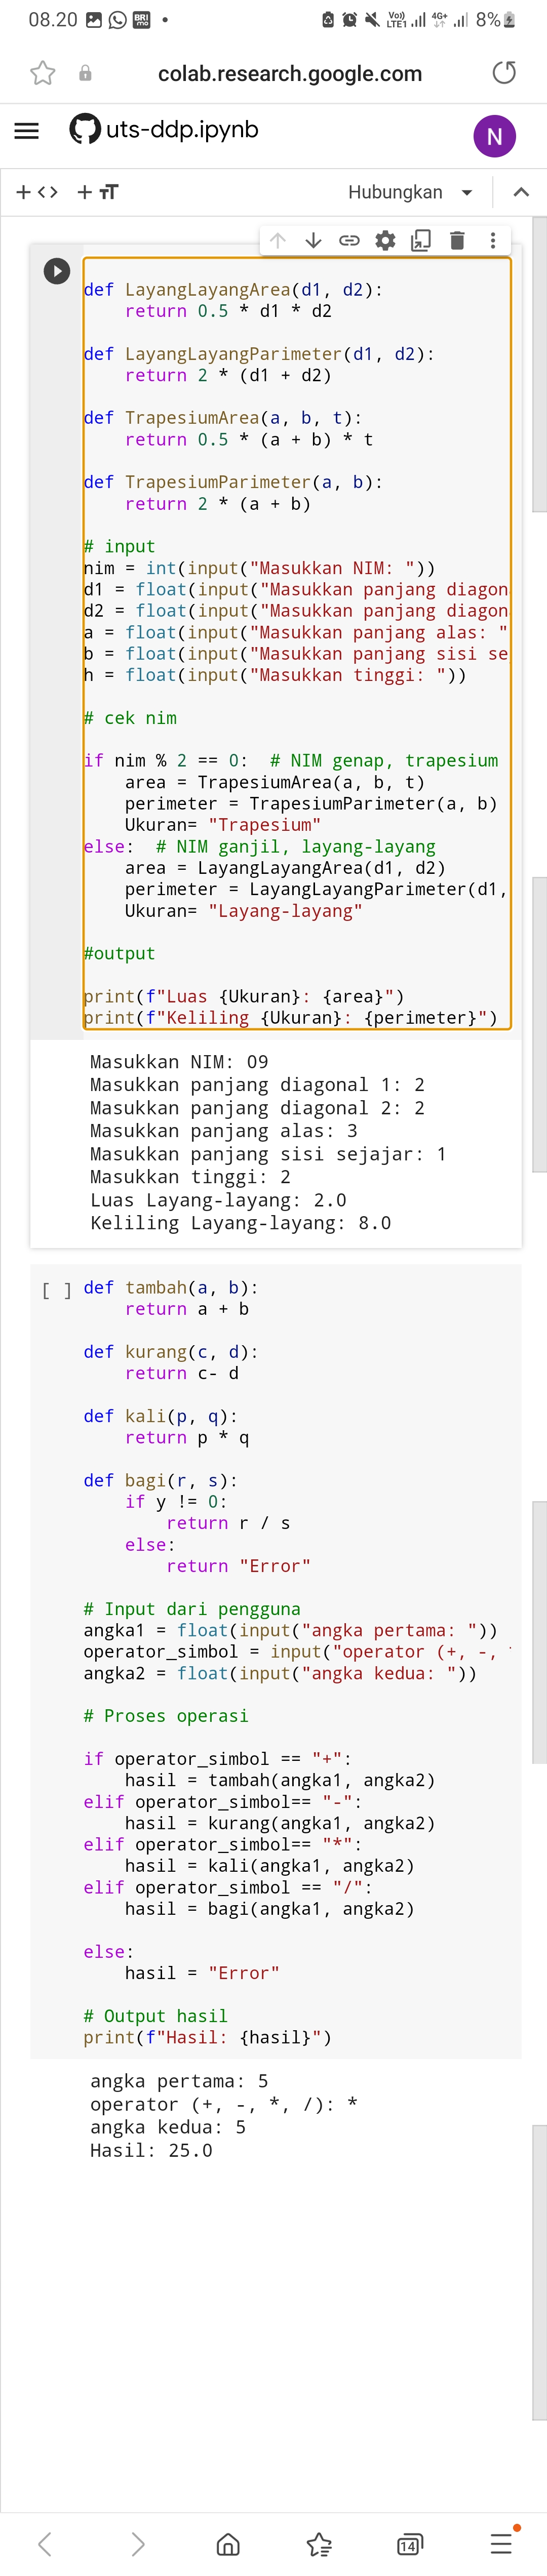 08.20
Vo)) LTE1
4G+
8%
colab.research.google.com
uts-ddp.ipynb
N
+ <> + TT
Hubungkan
def LayangLayangArea(d1, d2):
    return 0.5 * d1 * d2
def LayangLayangParimeter(d1, d2):
    return 2 * (d1 + d2)
def TrapesiumArea(a, b, t):
    return 0.5 * (a + b) * t
def TrapesiumParimeter(a, b):
    return 2 * (a + b)
# input
nim = int(input("Masukkan NIM: "))
d1 = float(input("Masukkan panjang diagon
d2 = float(input("Masukkan panjang diagon
a = float(input("Masukkan panjang alas: "
b = float(input("Masukkan panjang sisi se
h = float(input("Masukkan tinggi: "))
# cek nim
if nim % 2 == 0:  # NIM genap, trapesium
    area = TrapesiumArea(a, b, t)
    perimeter = TrapesiumParimeter(a, b)
    Ukuran= "Trapesium"
else:  # NIM ganjil, layang-layang
    area = LayangLayangArea(d1, d2)
    perimeter = LayangLayangParimeter(d1,
    Ukuran= "Layang-layang"
#output
print(f"Luas {Ukuran}: {area}")
print(f"Keliling {Ukuran}: {perimeter}")
Masukkan NIM: 09
Masukkan panjang diagonal 1: 2
Masukkan panjang diagonal 2: 2
Masukkan panjang alas: 3
Masukkan panjang sisi sejajar: 1
Masukkan tinggi: 2
Luas Layang-layang: 2.0
Keliling Layang-layang: 8.0
[ ] def tambah(a, b):
    return a + b
def kurang(c, d):
    return c- d
def kali(p, q):
    return p * q
def bagi(r, s):
    if y != 0:
        return r / s
    else:
        return "Error"
# Input dari pengguna
angka1 = float(input("angka pertama: "))
operator_simbol = input("operator (+, -,
angka2 = float(input("angka kedua: "))
# Proses operasi
if operator_simbol == "+":
    hasil = tambah(angka1, angka2)
elif operator_simbol== "-":
    hasil = kurang(angka1, angka2)
elif operator_simbol== "*":
    hasil = kali(angka1, angka2)
elif operator_simbol == "/":
    hasil = bagi(angka1, angka2)
else:
    hasil = "Error"
# Output hasil
print(f"Hasil: {hasil}")
angka pertama: 5
operator (+, -, *, /): *
angka kedua: 5
Hasil: 25.0
14